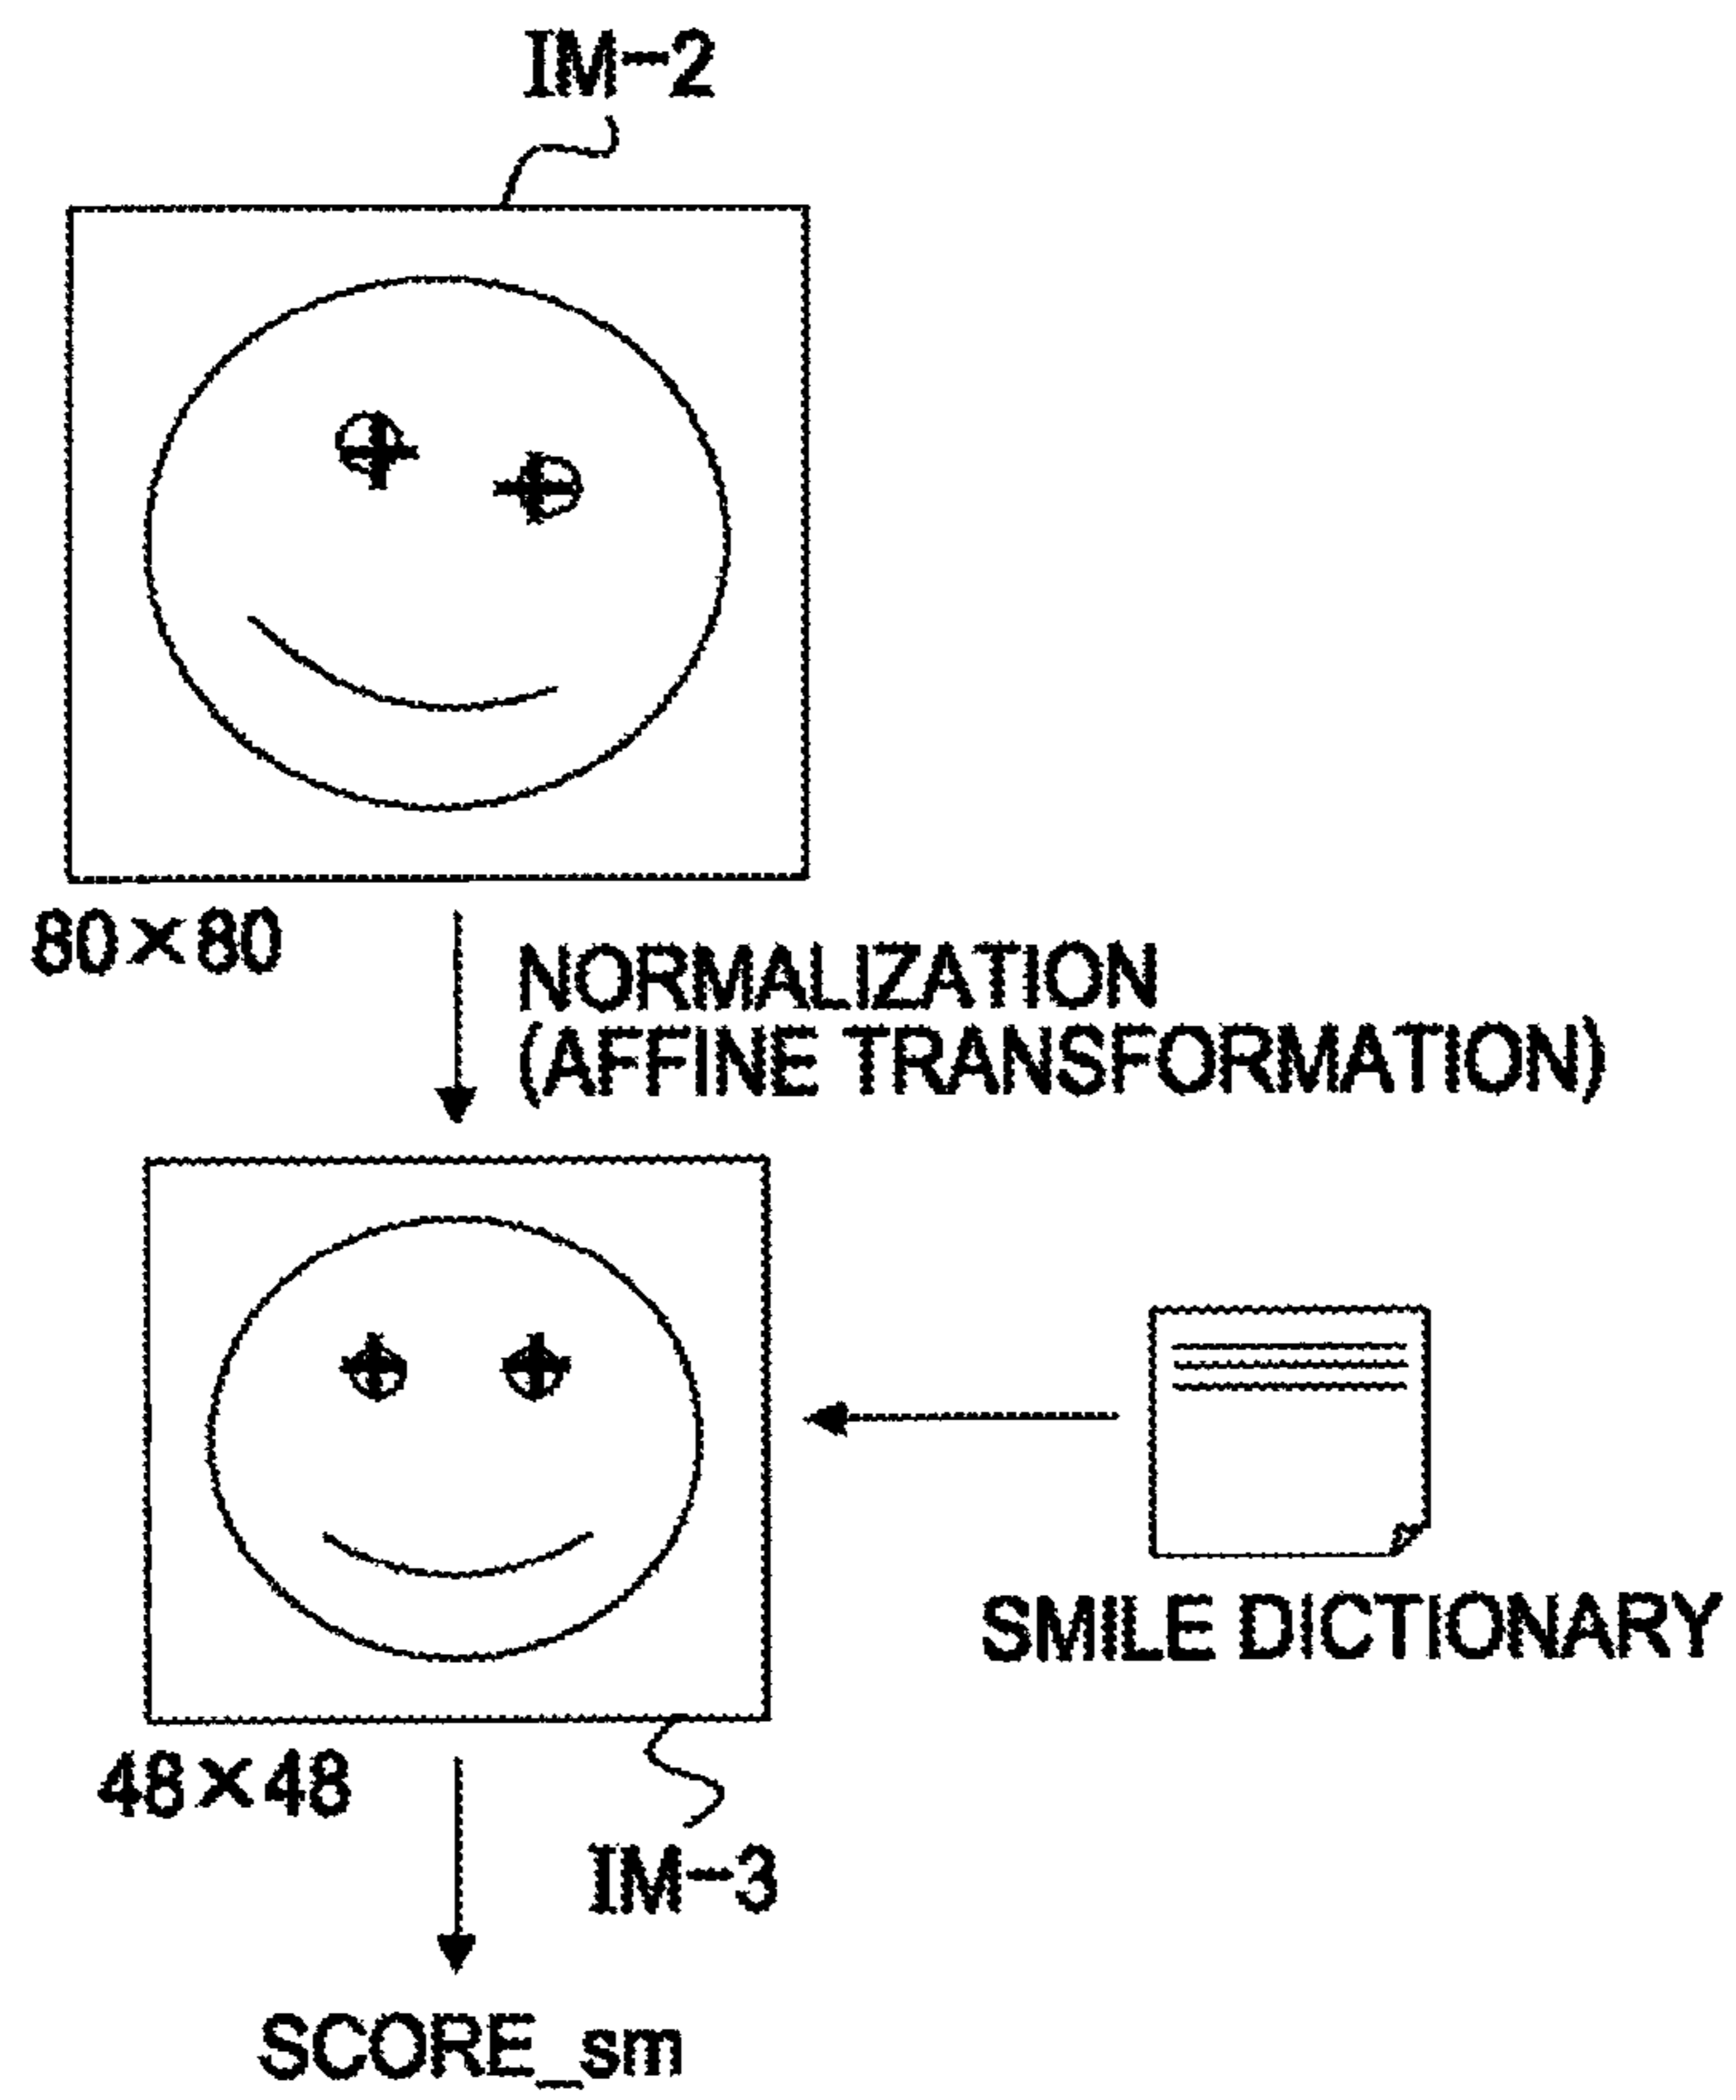 IM-2
80×80
NORMALIZATION
(AFFINE TRANSFORMATION)
SMILE DICTIONARY
48×48
IM-3
SCORE_sm